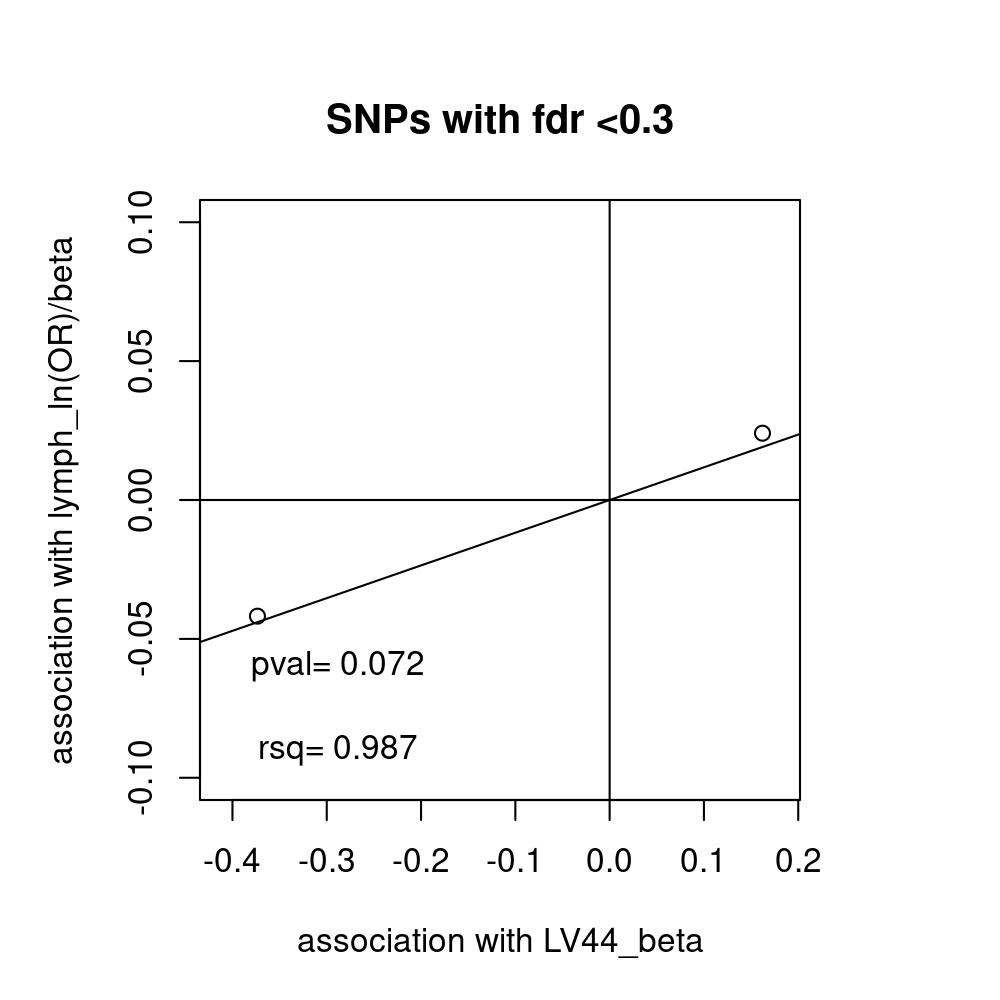 SNPs with fdr <0.3
association with lymph_ln(OR)/beta
0.10
0.05
0.00
-0.05
-0.10
pval= 0.072
rsq= 0.987
-0.4 -0.3 -0.2 -0.1 0.0 0.1 0.2
association with LV44_beta